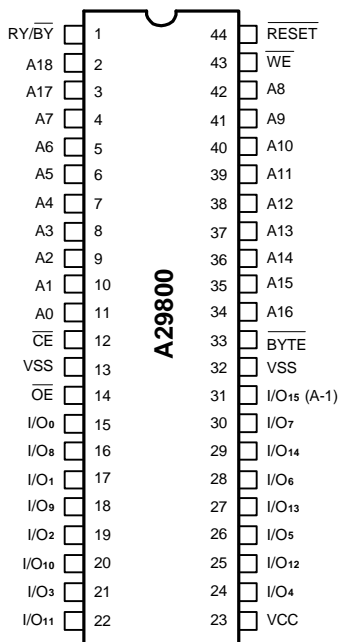 RY/BY 1 44 RESET
A18 2 43 WE
A17 3 42 A8
A7 4 41 A9
A6 5 40 A10
A5 6 39 A11
A4 7 38 A12
A3 8 37 A13
A2 9 36 A14
A1 10 35 A15
A0 11 34 A16
CE 12 33 BYTE
VSS 13 32 VSS
OE 14 31 I/O15 (A-1)
I/O0 15 30 I/O7
I/O8 16 29 I/O14
I/O1 17 28 I/O6
I/O9 18 27 I/O13
I/O2 19 26 I/O5
I/O10 20 25 I/O12
I/O3 21 24 I/O4
I/O11 22 23 VCC
A29800